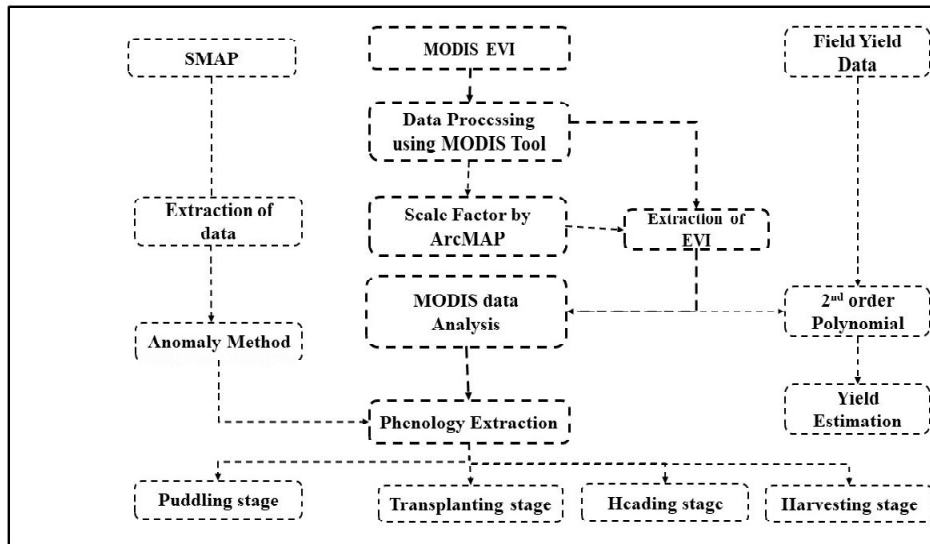 SMAP
MODIS EVI
Field Yield
Data
Data Processing
using MODIS Tool
Extraction of
data
Scale Factor by
ArcMAP
Extraction of
EVI
MODIS data
Analysis
2nd order
Polynomial
Anomaly Method
Phenology Extraction
Yield
Estimation
Puddling stage
Transplanting stage
Heading stage
Harvesting stage